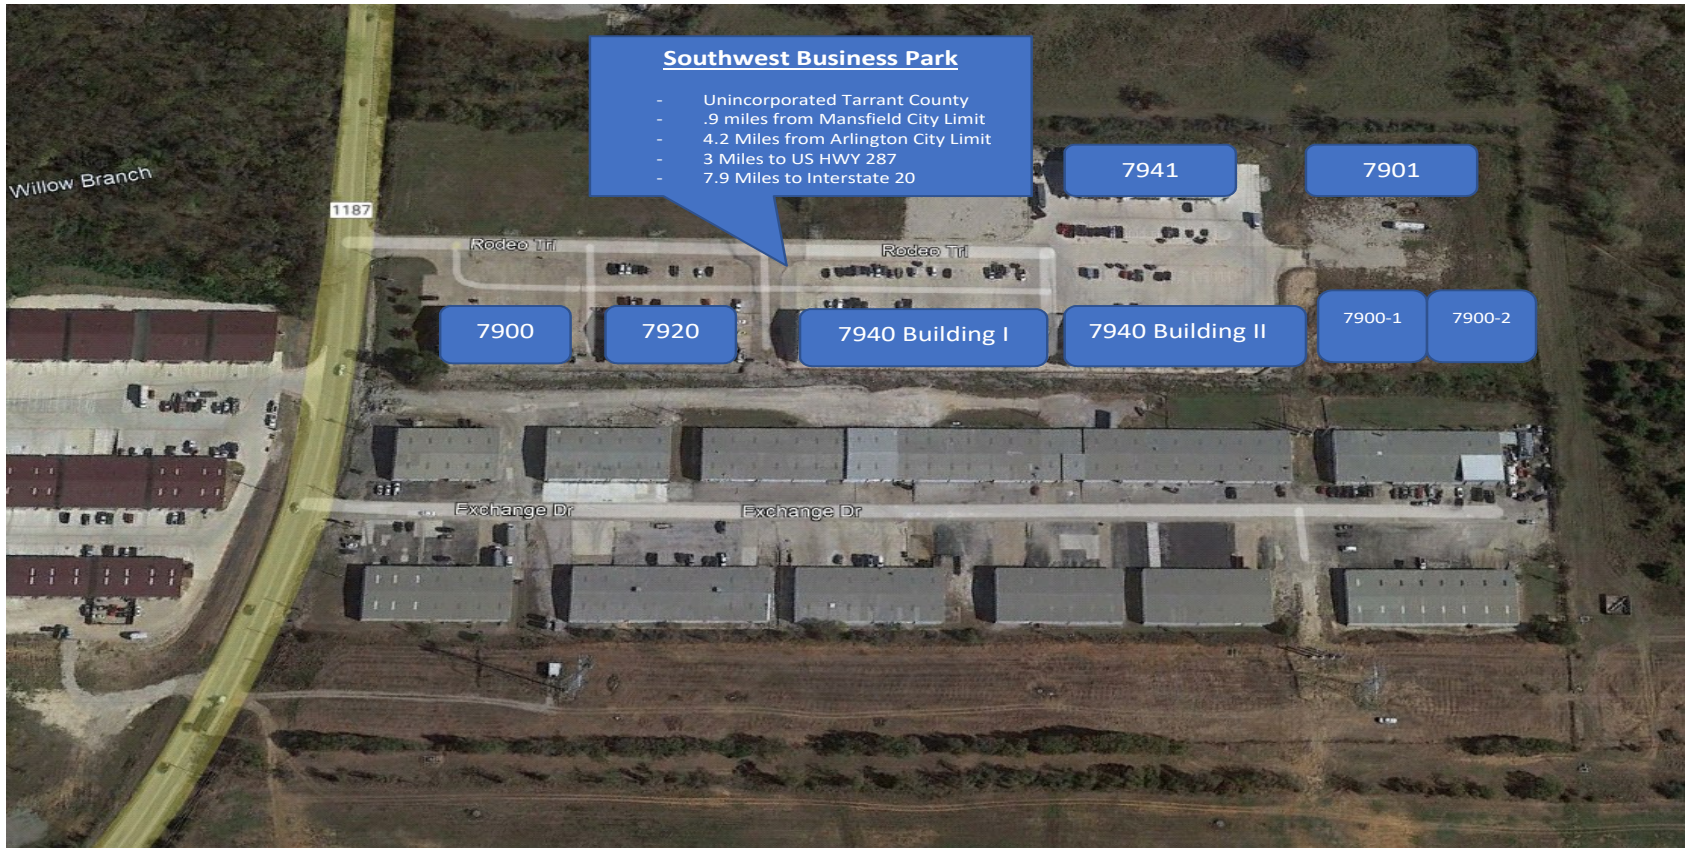 Southwest Business Park
- Unincorporated Tarrant County
- .9 miles from Mansfield City Limit
- 4.2 Miles from Arlington City Limit
- 3 Miles to US HWY 287
- 7.9 Miles to Interstate 20
7941
7901
Willow Branch
1187
Rodeo Trl
Rodeo Trl
7900
7920
7940 Building I
7940 Building II
7900-1
7900-2
Exchange Dr
Exchange Dr